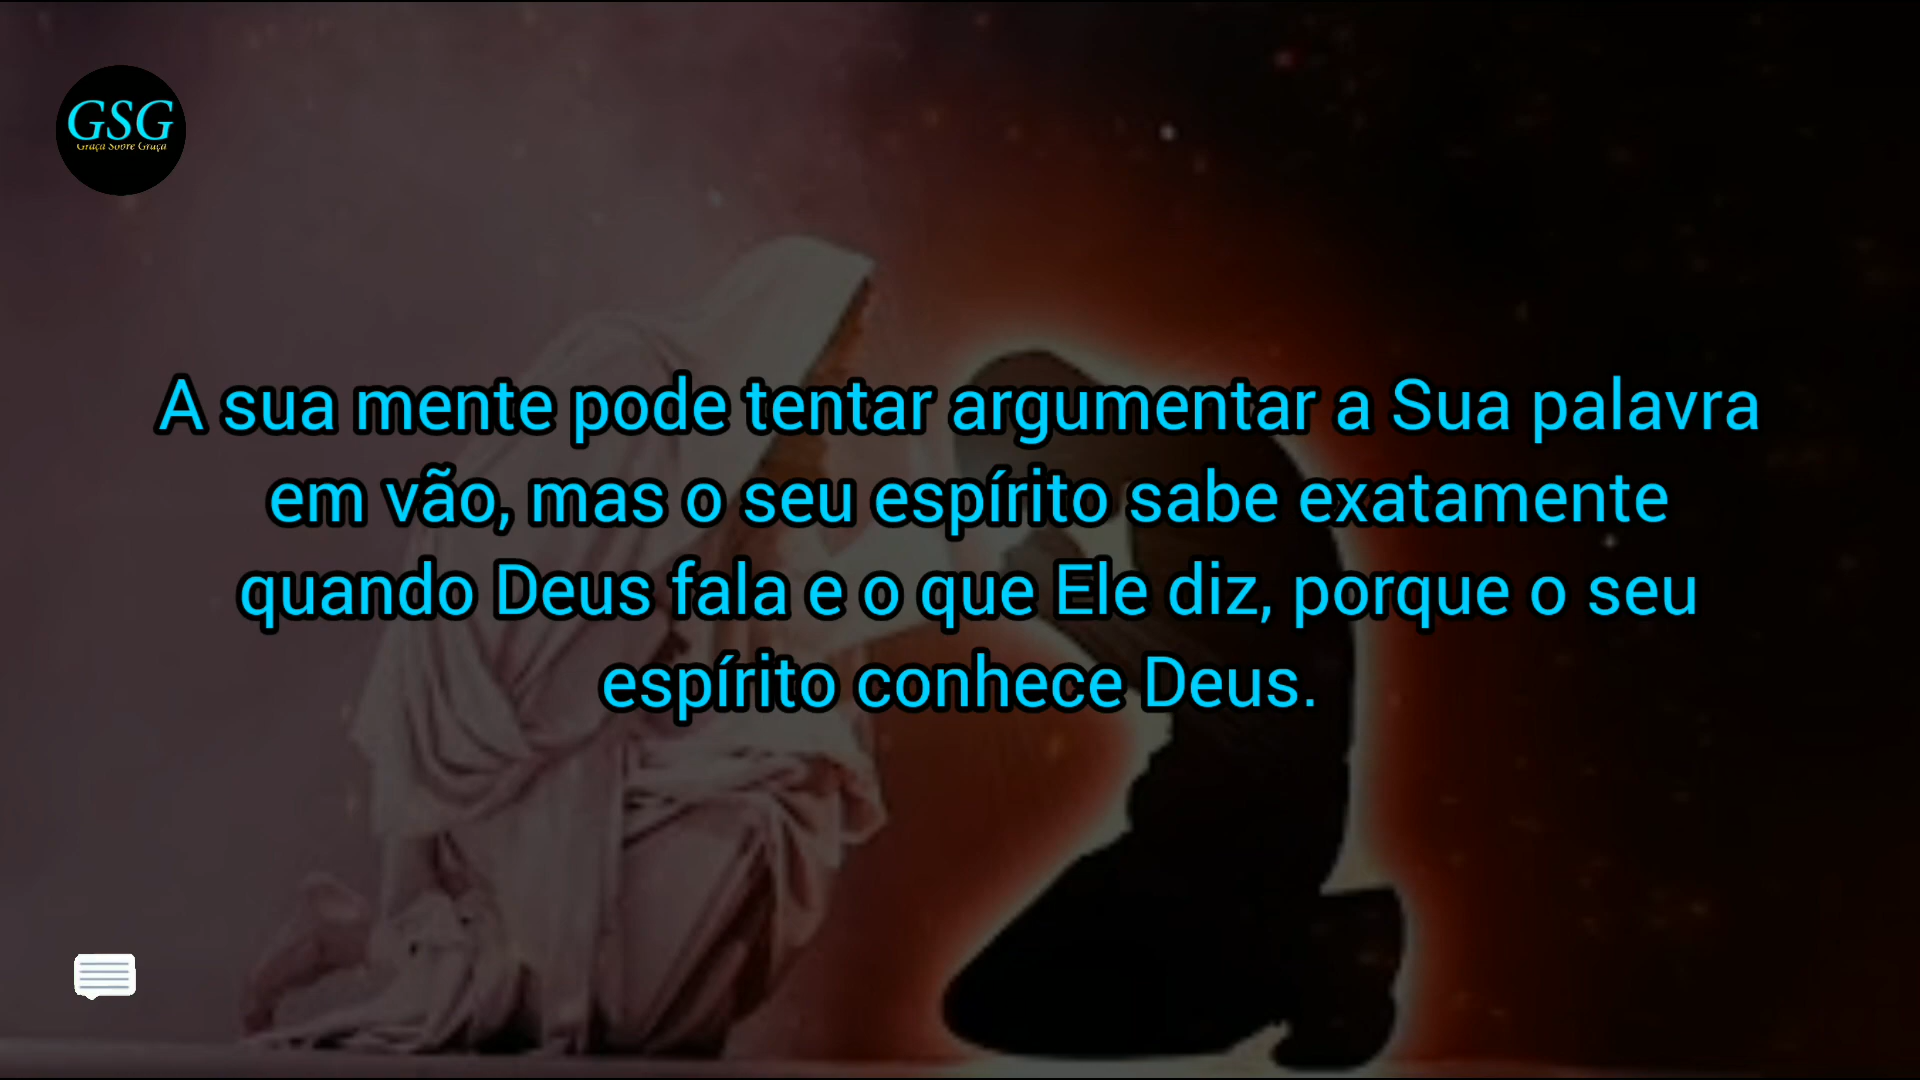 GSG
Graça Sobre Graça
A sua mente pode tentar argumentar a Sua palavra
em vão, mas o seu espírito sabe exatamente
quando Deus fala e o que Ele diz, porque o seu
espírito conhece Deus.